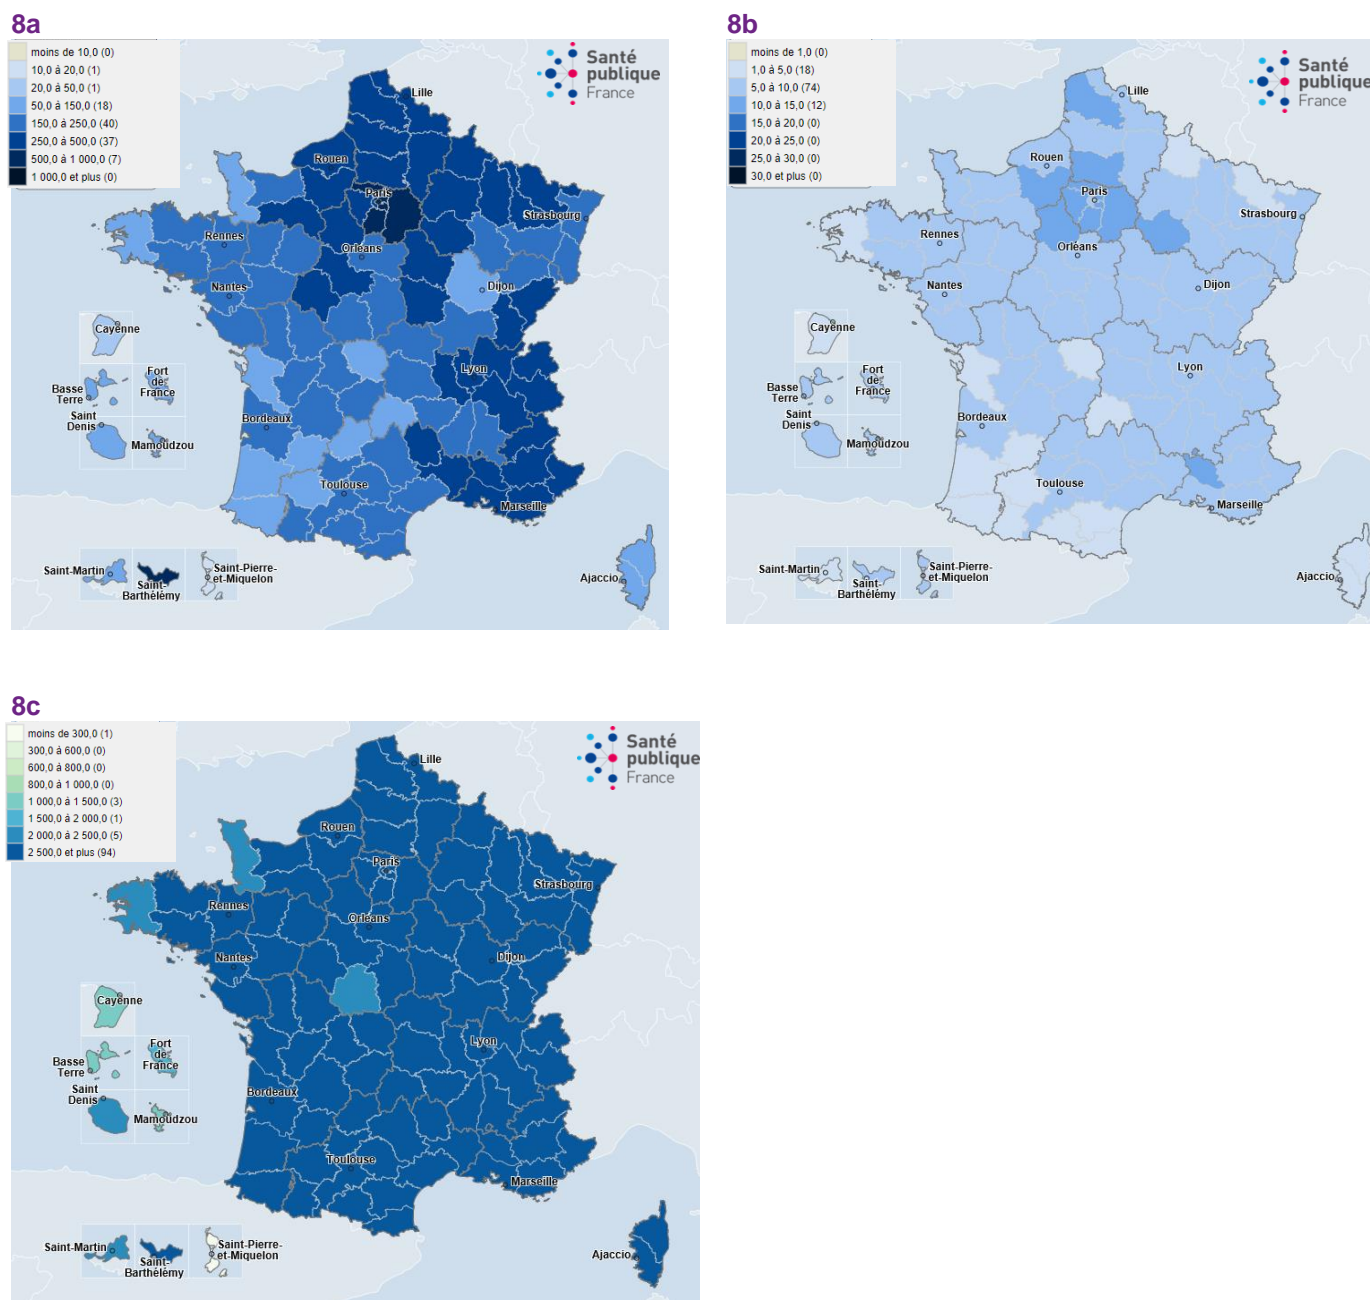 8a
moins de 10,0 (0)
10,0 à 20,0 (1)
20,0 à 50,0 (1)
50,0 à 150,0 (18)
150,0 à 250,0 (40)
250,0 à 500,0 (37)
500,0 à 1 000,0 (7)
1 000,0 et plus (0)
Santé
publique
France
Lille
Rouen
Paris
Strasbourg
Rennes
Orléans
Nantes
Dijon
Cayenne
Lyon
Basse
Terre
Fort
de
France
Saint
Denis
Bordeaux
Mamoudzou
Toulouse
Marseille
Saint-Martin
Saint-
Barthélémy
Saint-Pierre-
et-Miquelon
Ajaccio
8b
moins de 1,0 (0)
1,0 à 5,0 (18)
5,0 à 10,0 (74)
10,0 à 15,0 (12)
15,0 à 20,0 (0)
20,0 à 25,0 (0)
25,0 à 30,0 (0)
30,0 et plus (0)
Santé
publique
France
Lille
Rouen
Paris
Strasbourg
Rennes
Orléans
Nantes
Dijon
Cayenne
Lyon
Basse
Terre
Fort
de
France
Saint
Denis
Bordeaux
Mamoudzou
Toulouse
Marseille
Saint-Martin
Saint-
Barthélémy
Saint-Pierre-
et-Miquelon
Ajaccio
8c
moins de 300,0 (1)
300,0 à 600,0 (0)
600,0 à 800,0 (0)
800,0 à 1 000,0 (0)
1 000,0 à 1 500,0 (3)
1 500,0 à 2 000,0 (1)
2 000,0 à 2 500,0 (5)
2 500,0 et plus (94)
Santé
publique
France
Lille
Rouen
Paris
Strasbourg
Rennes
Orléans
Nantes
Dijon
Cayenne
Lyon
Basse
Terre
Fort
de
France
Saint
Denis
Bordeaux
Mamoudzou
Toulouse
Marseille
Saint-Martin
Saint-
Barthélémy
Saint-Pierre-
et-Miquelon
Ajaccio